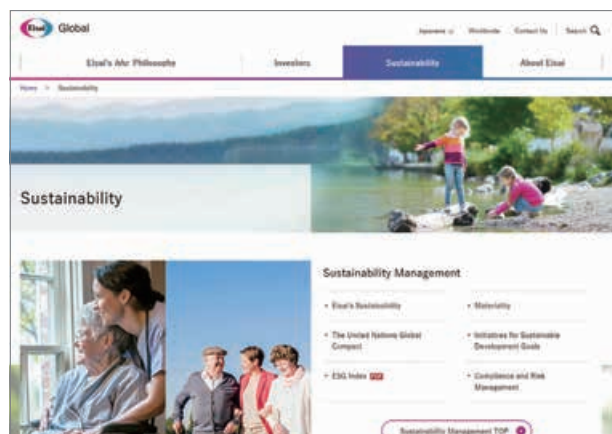 Eisai Global
Japanese Worldwide Contact Us Search
Eisai's hhc Philosophy Investors Sustainability About Eisai
Home > Sustainability
Sustainability
Sustainability Management
Eisai's Sustainability
Materiality
The United Nations Global
Compact
Initiatives for Sustainable
Development Goals
ESG Index PDF
Compliance and Risk
Management
Sustainability Management TOP